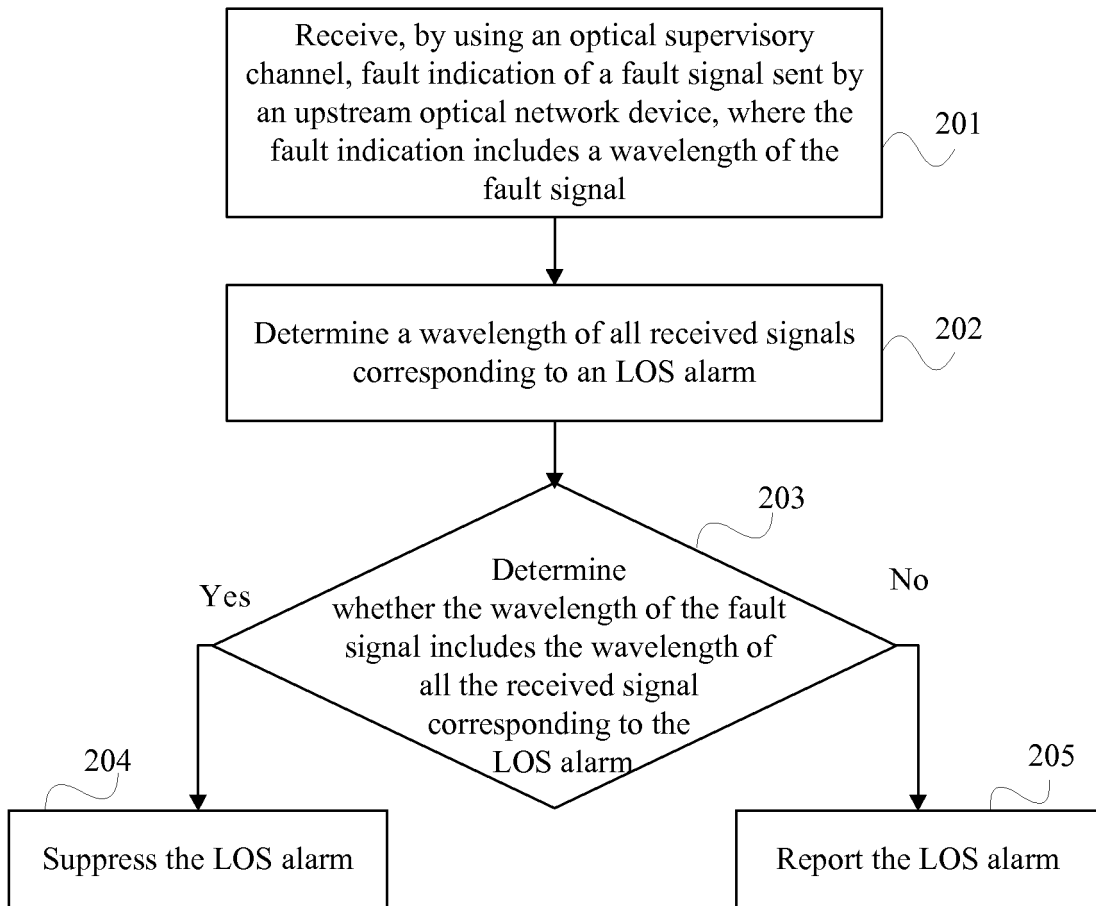 Receive, by using an optical supervisory
channel, fault indication of a fault signal sent by
an upstream optical network device, where the
fault indication includes a wavelength of the
fault signal
201
Determine a wavelength of all received signals
corresponding to an LOS alarm
202
203
Determine
whether the wavelength of the fault
signal includes the wavelength of
all the received signal
corresponding to the
LOS alarm
Yes
No
204
Suppress the LOS alarm
205
Report the LOS alarm